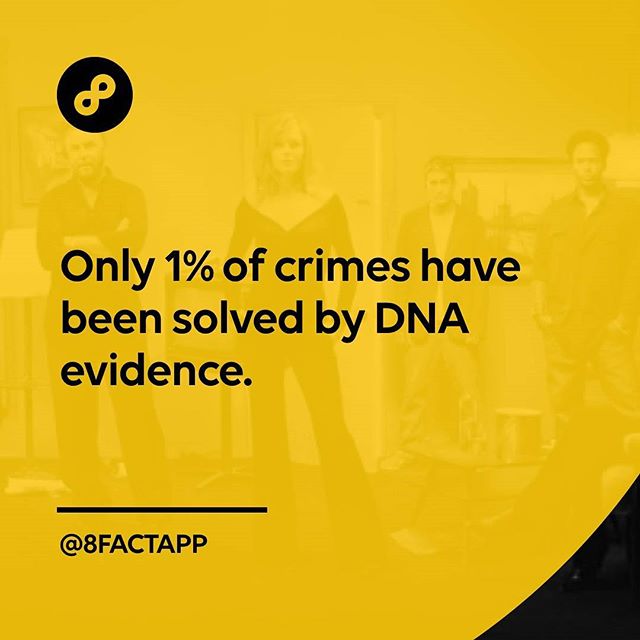 Only 1% of crimes have
been solved by DNA
evidence.
@8FACTAPP